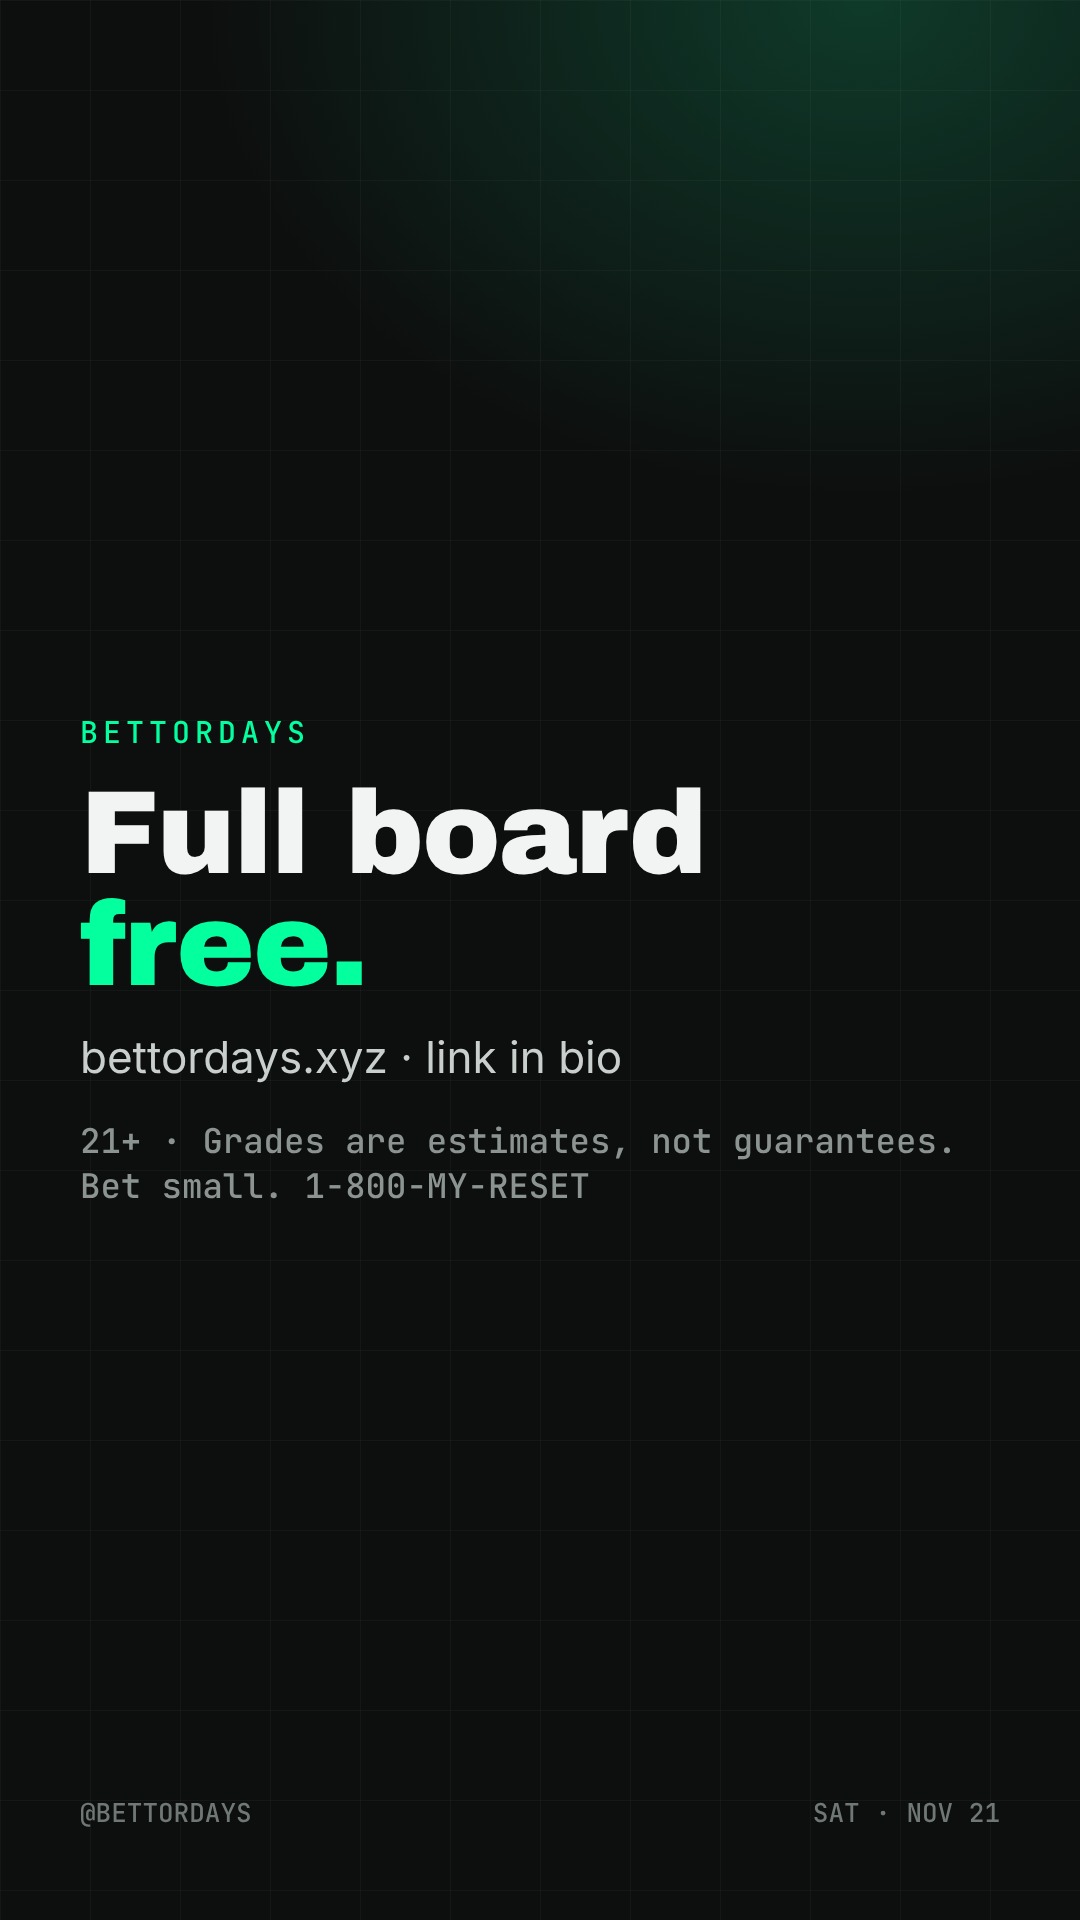 BETTORDAYS
Full board
free.
bettordays.xyz · link in bio
21+ · Grades are estimates, not guarantees.
Bet small. 1-800-MY-RESET
@BETTORDAYS
SAT · NOV 21